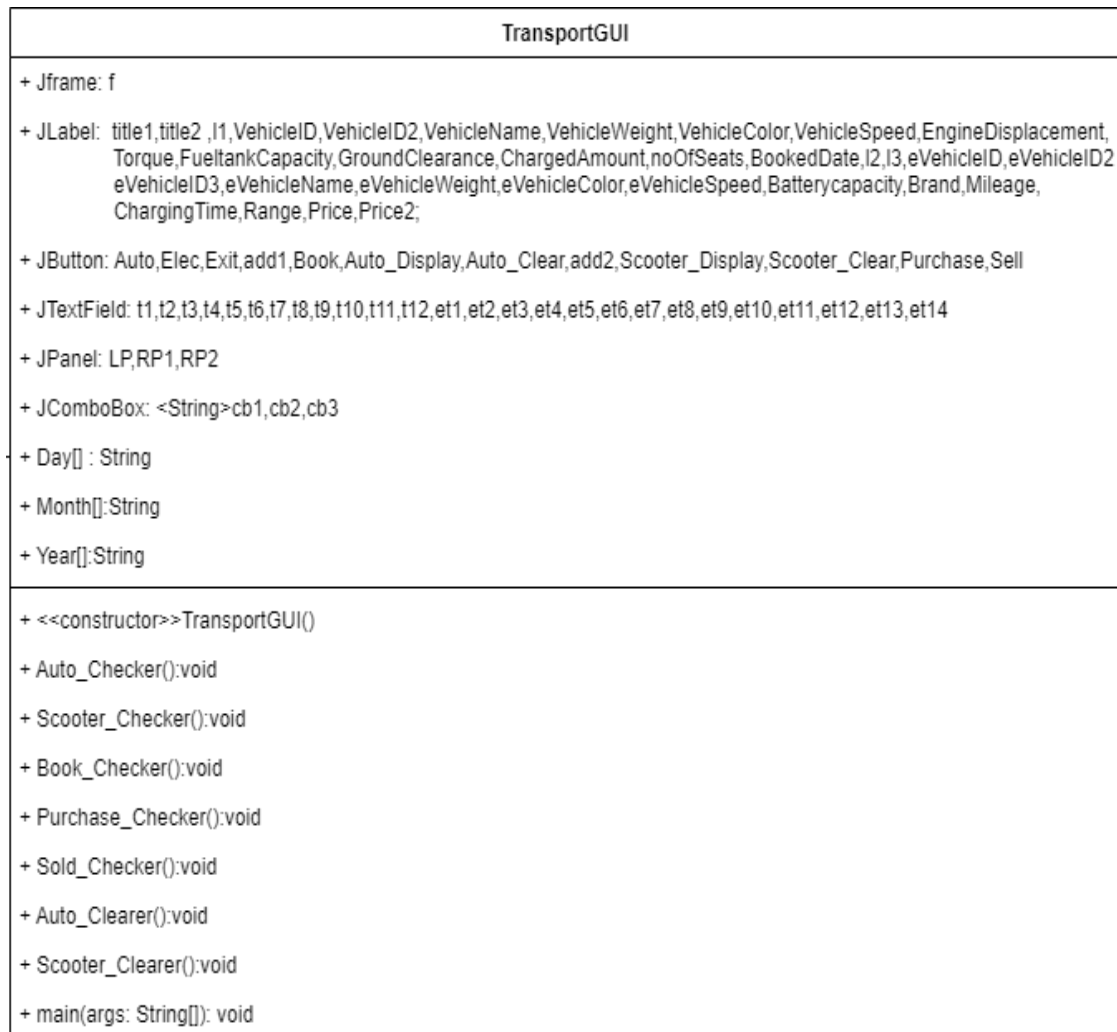 TransportGUI
+ Jframe: f
+ JLabel: title1,title2 ,l1,VehicleID,VehicleID2,VehicleName,VehicleWeight,VehicleColor,VehicleSpeed,EngineDisplacement,
Torque,FueltankCapacity,GroundClearance,ChargedAmount,noOfSeats,BookedDate,l2,l3,eVehicleID,eVehicleID2
eVehicleID3,eVehicleName,eVehicleWeight,eVehicleColor,eVehicleSpeed,Batterycapacity,Brand,Mileage,
ChargingTime,Range,Price,Price2;
+ JButton: Auto,Elec,Exit,add1,Book,Auto_Display,Auto_Clear,add2,Scooter_Display,Scooter_Clear,Purchase,Sell
+ JTextField: t1,t2,t3,t4,t5,t6,t7,t8,t9,t10,t11,t12,et1,et2,et3,et4,et5,et6,et7,et8,et9,et10,et11,et12,et13,et14
+ JPanel: LP,RP1,RP2
+ JComboBox: <String>cb1,cb2,cb3
+ Day[] : String
+ Month[]:String
+ Year[]:String
+ <<constructor>>TransportGUI()
+ Auto_Checker():void
+ Scooter_Checker():void
+ Book_Checker():void
+ Purchase_Checker():void
+ Sold_Checker():void
+ Auto_Clearer():void
+ Scooter_Clearer():void
+ main(args: String[]): void